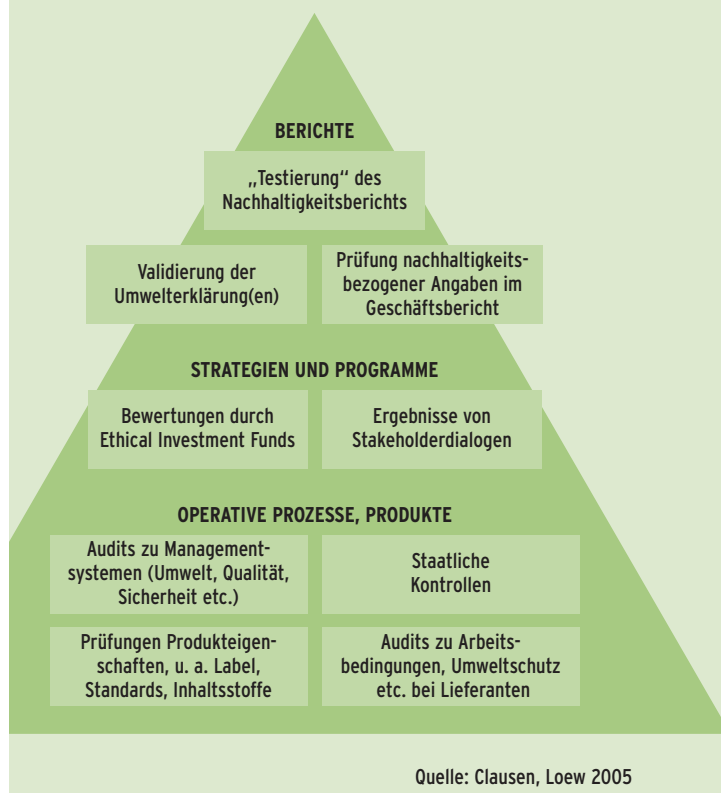 BERICHTE
„Testierung“ des
Nachhaltigkeitsberichts
Validierung der
Umwelterklärung(en)
Prüfung nachhaltigkeits-
bezogener Angaben im
Geschäftsbericht
STRATEGIEN UND PROGRAMME
Bewertungen durch
Ethical Investment Funds
Ergebnisse von
Stakeholderdialogen
OPERATIVE PROZESSE, PRODUKTE
Audits zu Management-
systemen (Umwelt, Qualität,
Sicherheit etc.)
Staatliche
Kontrollen
Prüfungen Produkteigen-
schaften, u. a. Label,
Standards, Inhaltsstoffe
Audits zu Arbeits-
bedingungen, Umweltschutz
etc. bei Lieferanten
Quelle: Clausen, Loew 2005